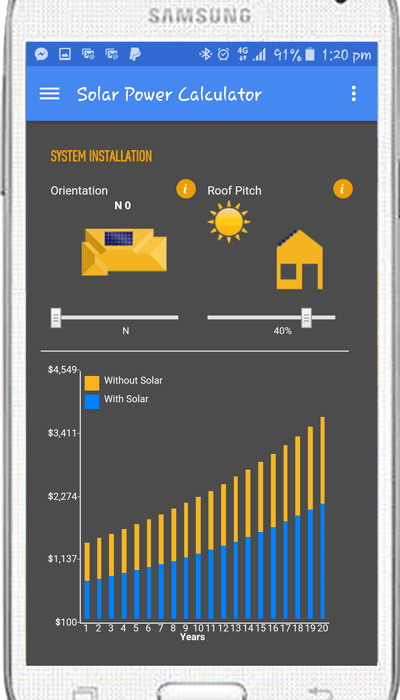 SAMSUNG
91% 1:20 pm
4G
Solar Power Calculator
SYSTEM INSTALLATION
Orientation i Roof Pitch i
N 0
N 40%
$4,549
Without Solar
With Solar
$3,411
$2,274
$1,137
$100
1 2 3 4 5 6 7 8 9 10 11 12 13 14 15 16 17 18 19 20
Years